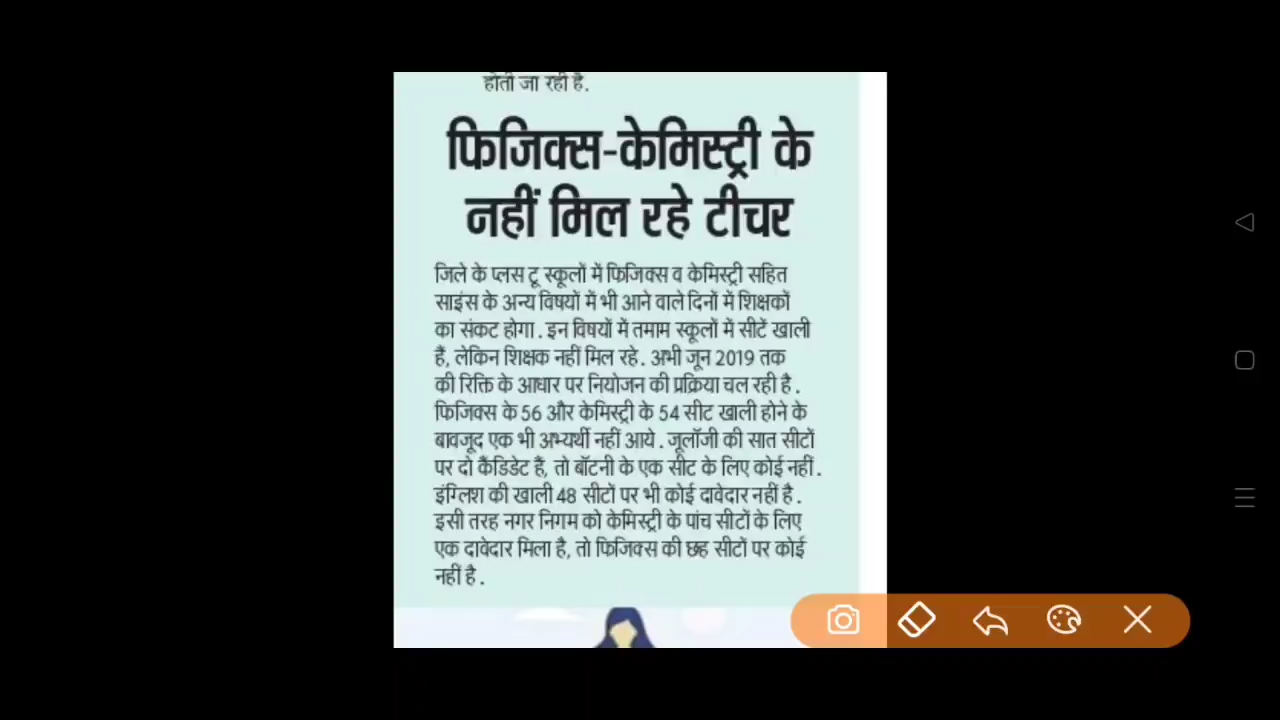 होती जा रही है.
फिजिक्स-केमिस्ट्री के
नहीं मिल रहे टीचर
जिले के प्लस टू स्कूलों में फिजिक्स व केमिस्ट्री सहित
साइंस के अन्य विषयों में भी आने वाले दिनों में शिक्षकों
का संकट होगा. इन विषयों में तमाम स्कूलों में सीटें खाली
हैं, लेकिन शिक्षक नहीं मिल रहे. अभी जून 2019 तक
की रिक्ति के आधार पर नियोजन की प्रक्रिया चल रही है.
फिजिक्स के 56 और केमिस्ट्री के 54 सीट खाली होने के
बावजूद एक भी अभ्यर्थी नहीं आये. जूलॉजी की सात सीटों
पर दो कैंडिडेट हैं, तो बॉटनी के एक सीट के लिए कोई नहीं.
इंग्लिश की खाली 48 सीटों पर भी कोई दावेदार नहीं है.
इसी तरह नगर निगम को केमिस्ट्री के पांच सीटों के लिए
एक दावेदार मिला है, तो फिजिक्स की छह सीटों पर कोई
नहीं है.